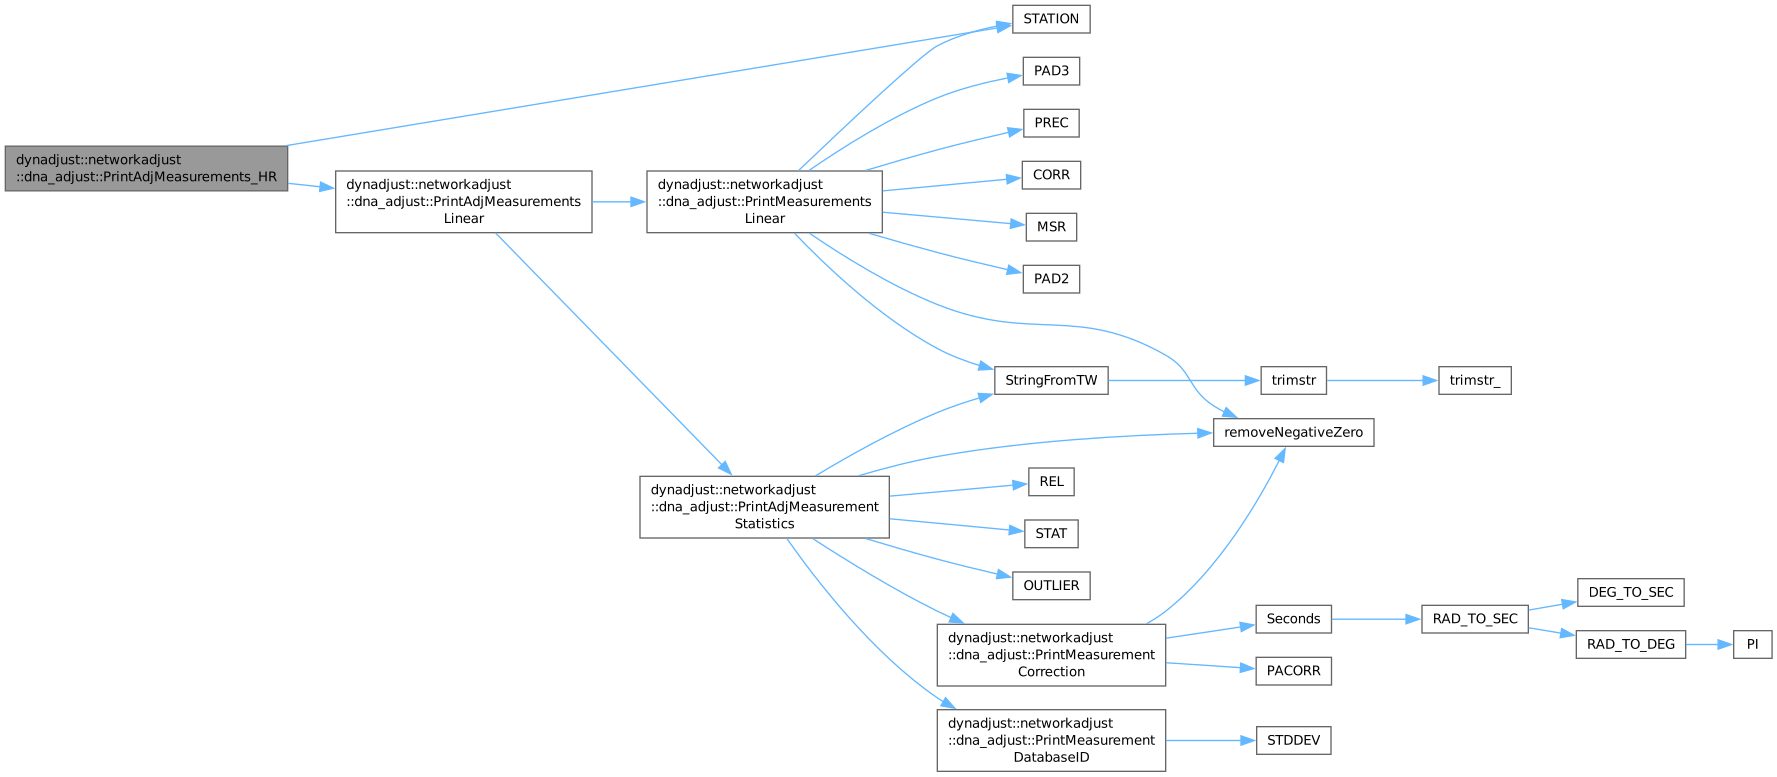 STATION
PAD3
PREC
dynadjust::networkadjust
::dna_adjust::PrintAdjMeasurements_HR
dynadjust::networkadjust
::dna_adjust::PrintAdjMeasurements
Linear
dynadjust::networkadjust
::dna_adjust::PrintMeasurements
Linear
CORR
MSR
PAD2
StringFromTW
trimstr
trimstr_
removeNegativeZero
dynadjust::networkadjust
::dna_adjust::PrintAdjMeasurement
Statistics
REL
STAT
OUTLIER
dynadjust::networkadjust
::dna_adjust::PrintMeasurement
Correction
Seconds
RAD_TO_SEC
DEG_TO_SEC
RAD_TO_DEG
PI
PACORR
dynadjust::networkadjust
::dna_adjust::PrintMeasurement
DatabaseID
STDDEV